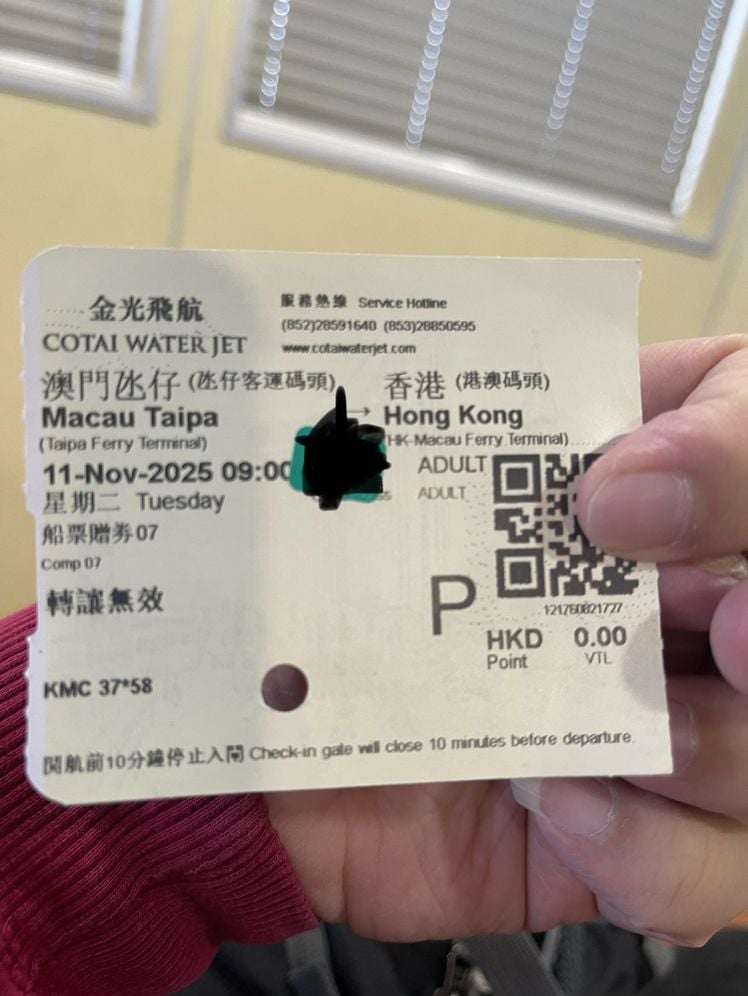 金光飛航
COTAI WATER JET
服務熱線 Service Hotline
(852)28591640 (853)28850595
www.cotaiwaterjet.com
澳門氹仔 (氹仔客運碼頭)
Macau Taipa
(Taipa Ferry Terminal)
→
香港 (港澳碼頭)
Hong Kong
HK-Macau Ferry Terminal)
11-Nov-2025 09:00
星期二 Tuesday
ADULT
ADULT
船票贈券07
Comp 07
轉讓無效
P
121760821727
HKD 0.00
Point VTL
KMC 37*58
開航前10分鐘停止入閘 Check-in gate will close 10 minutes before departure.